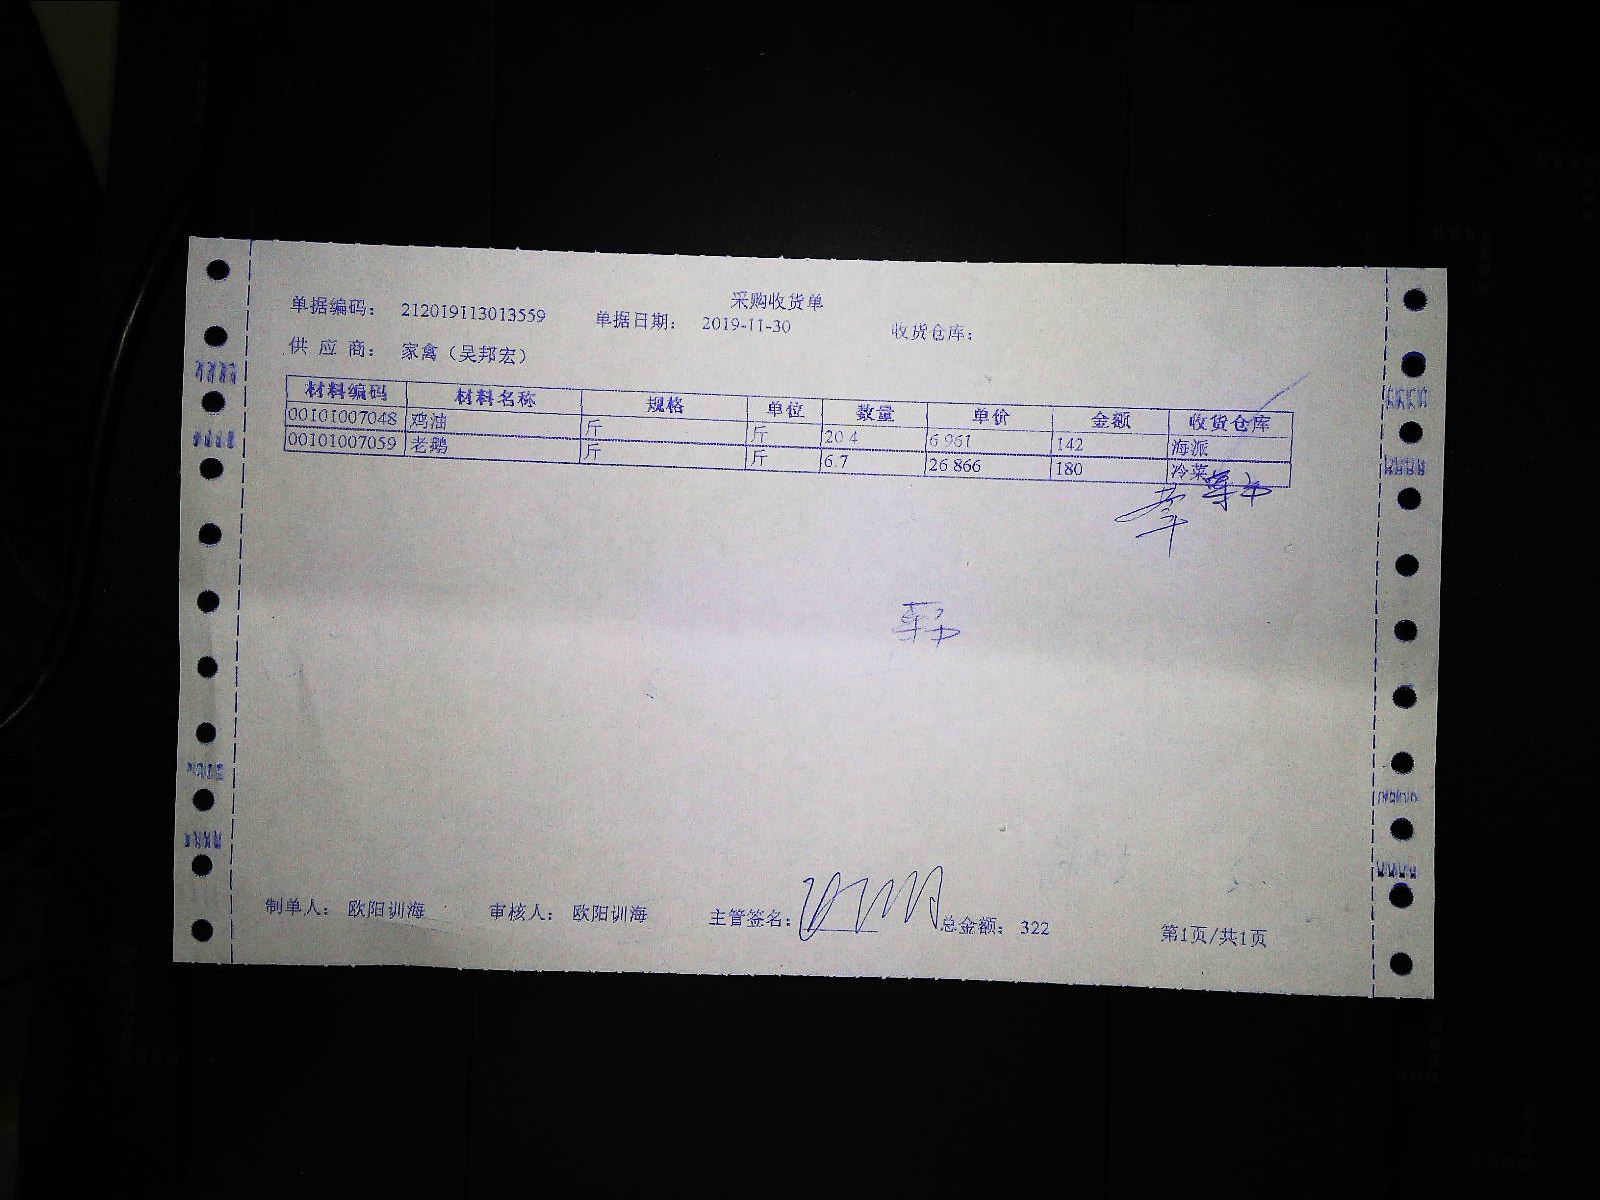 采购收货单
单据编码： 212019113013559 单据日期： 2019-11-30 收货仓库：
供 应 商： 家禽（吴邦宏）
材料编码 材料名称 规格 单位 数量 单价 金额 收货仓库
00101007048 鸡油 斤 斤 20.4 6.961 142 海派
00101007059 老鹅 斤 斤 6.7 26.866 180 冷菜
制单人： 欧阳训海 审核人： 欧阳训海 主管签名： 总金额： 322 第1页/共1页